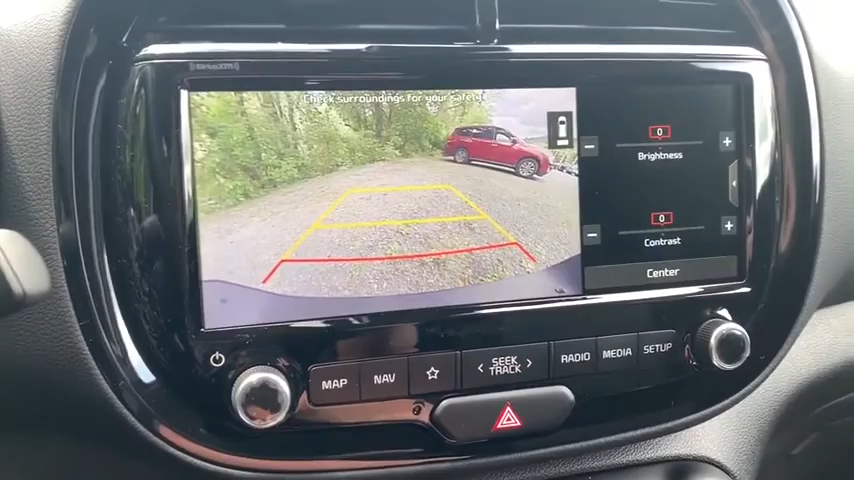 SiriusXM
Check surroundings for your safety
0
Brightness
0
Contrast
Center
MAP
NAV
SEEK
TRACK
RADIO
MEDIA
SETUP